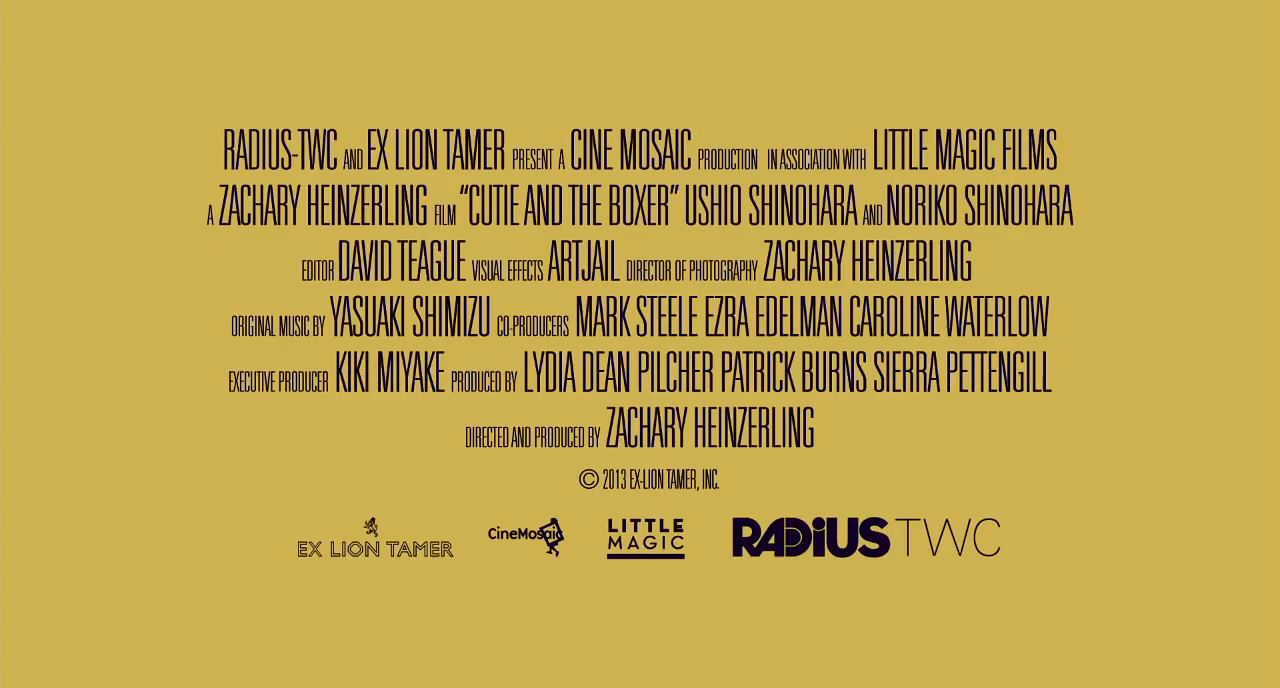 RADIUS-TWC AND EX LION TAMER PRESENT A CINE MOSAIC PRODUCTION IN ASSOCIATION WITH LITTLE MAGIC FILMS
A ZACHARY HEINZERLING FILM "CUTIE AND THE BOXER" USHIO SHINOHARA AND NORIKO SHINOHARA
EDITOR DAVID TEAGUE VISUAL EFFECTS ARTJAIL DIRECTOR OF PHOTOGRAPHY ZACHARY HEINZERLING
ORIGINAL MUSIC BY YASUAKI SHIMIZU CO-PRODUCERS MARK STEELE EZRA EDELMAN CAROLINE WATERLOW
EXECUTIVE PRODUCER KIKI MIYAKE PRODUCED BY LYDIA DEAN PILCHER PATRICK BURNS SIERRA PETTENGILL
DIRECTED AND PRODUCED BY ZACHARY HEINZERLING
© 2013 EX-LION TAMER, INC.
EX LION TAMER
CineMosaic
LITTLE
MAGIC
RADiUS TWC